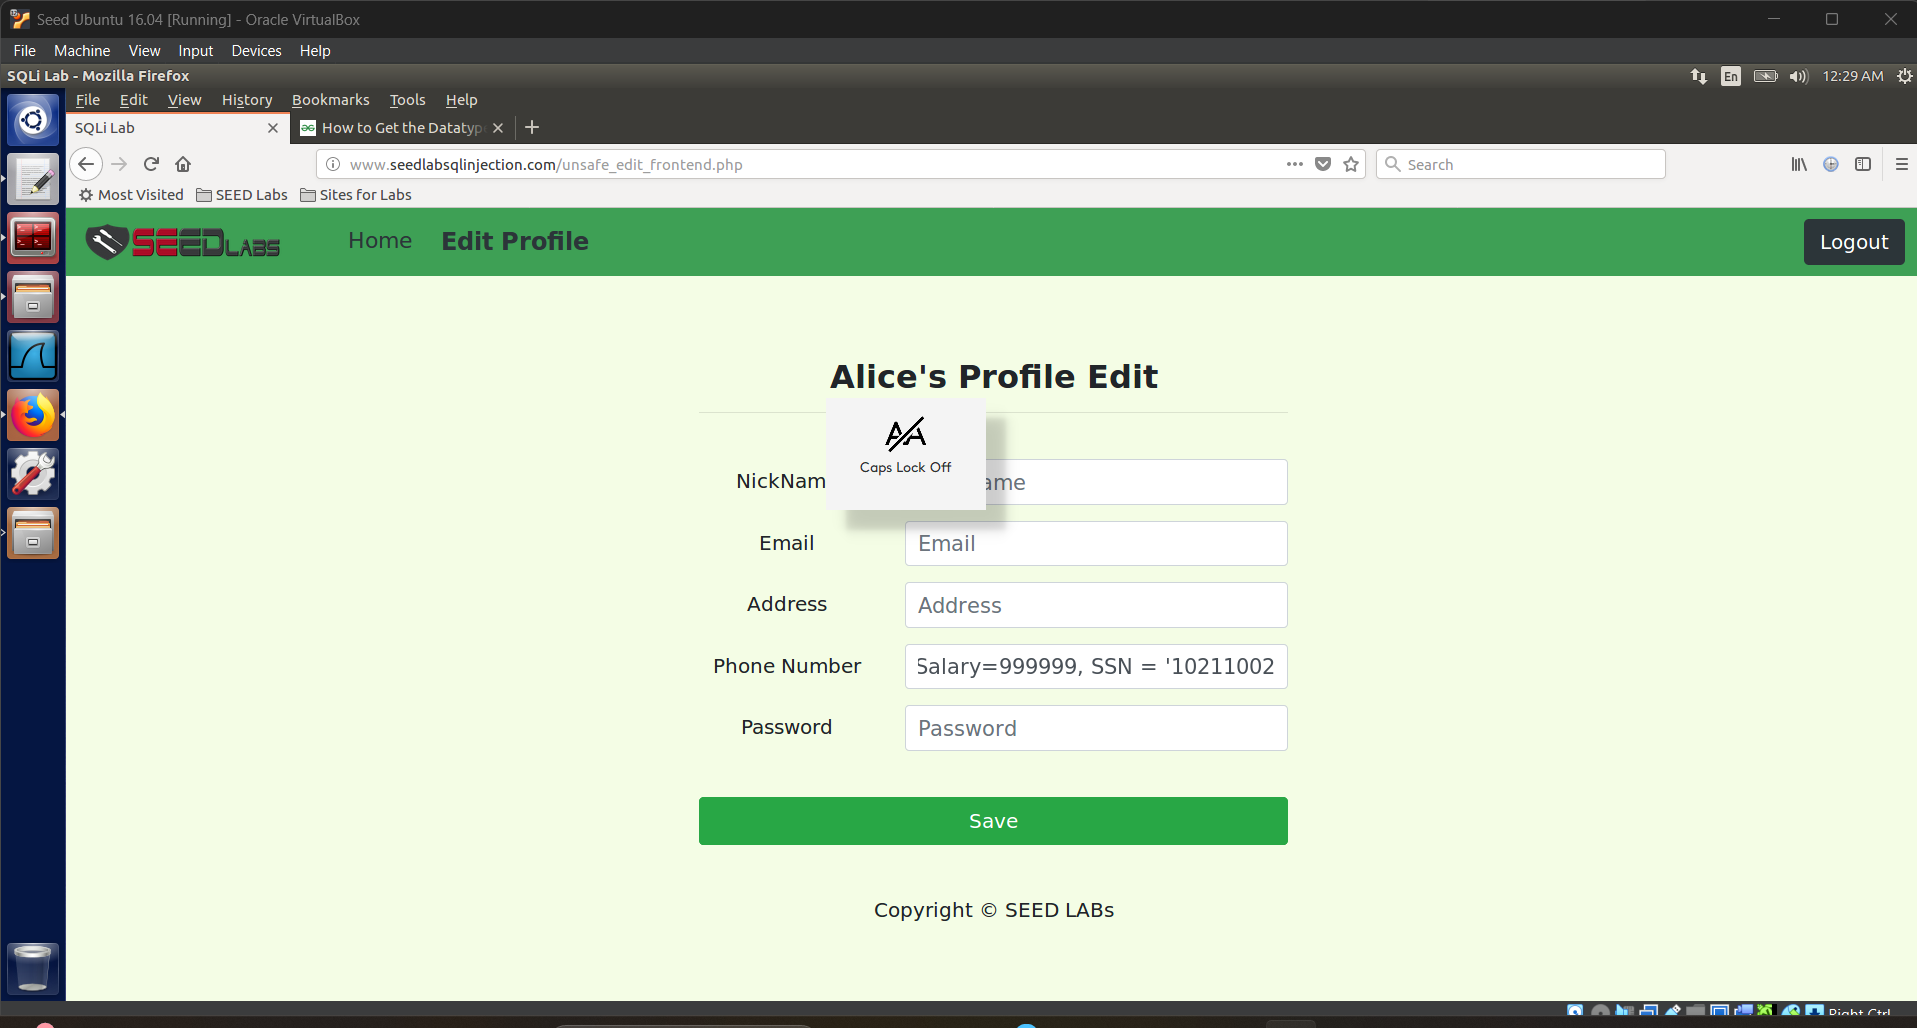 Seed Ubuntu 16.04 [Running] - Oracle VirtualBox
File Machine View Input Devices Help
SQLi Lab - Mozilla Firefox
En
12:29 AM
File Edit View History Bookmarks Tools Help
SQLi Lab
How to Get the Datatyp
www.seedlabsqlinjection.com/unsafe_edit_frontend.php
Search
Most Visited
SEED Labs
Sites for Labs
SEEDLABS
Home
Edit Profile
Logout
Alice's Profile Edit
Caps Lock Off
NickNam
ame
Email
Email
Address
Address
Phone Number
Salary=999999, SSN = '10211002
Password
Password
Save
Copyright © SEED LABs
Right Ctrl